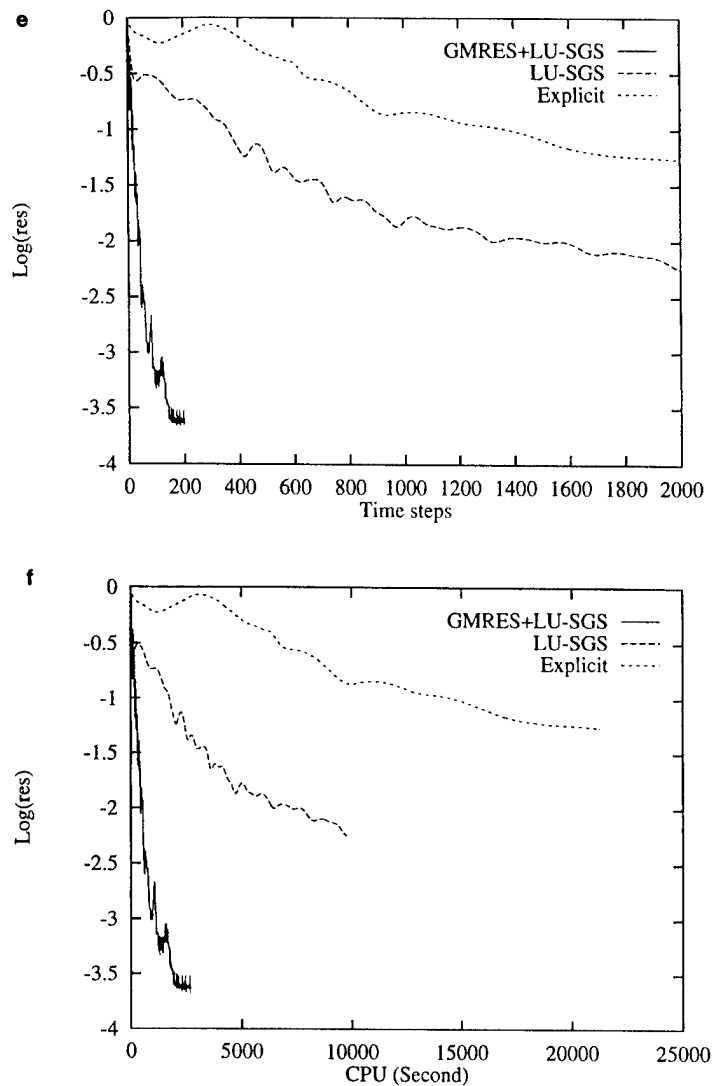 e
0
-0.5
-1
-1.5
-2
-2.5
-3
-3.5
-4
Log(res)
GMRES+LU-SGS
LU-SGS
Explicit
0 200 400 600 800 1000 1200 1400 1600 1800 2000
Time steps
f
0
-0.5
-1
-1.5
-2
-2.5
-3
-3.5
-4
Log(res)
GMRES+LU-SGS
LU-SGS
Explicit
0 5000 10000 15000 20000 25000
CPU (Second)